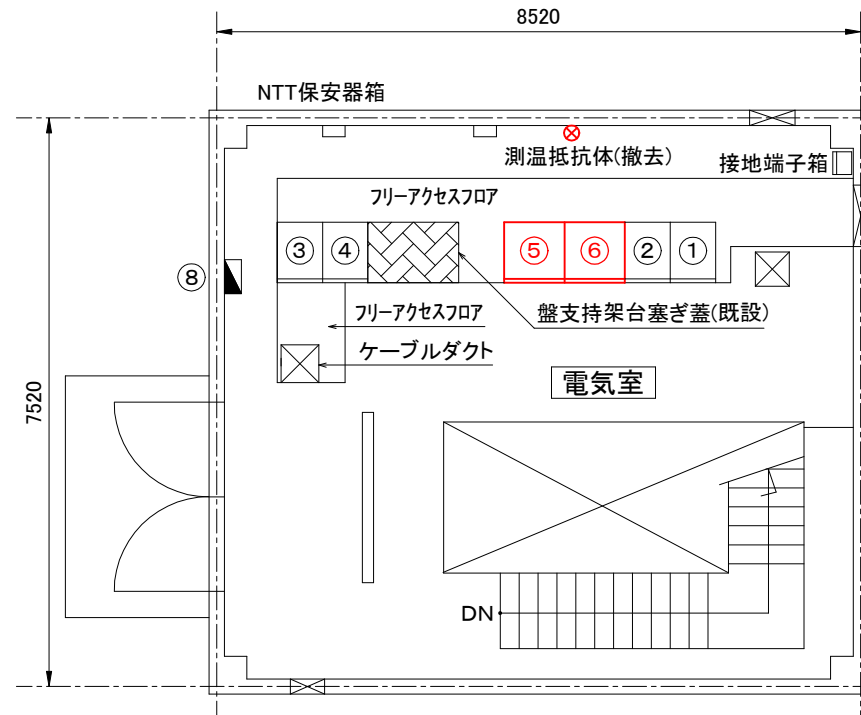 8520
NTT保安器箱
測温抵抗体(撤去)
接地端子箱
フリーアクセスフロア
③ ④ ⑤ ⑥ ② ①
⑧
フリーアクセスフロア
盤支持架台塞ぎ蓋(既設)
ケーブルダクト
電気室
7520
DN